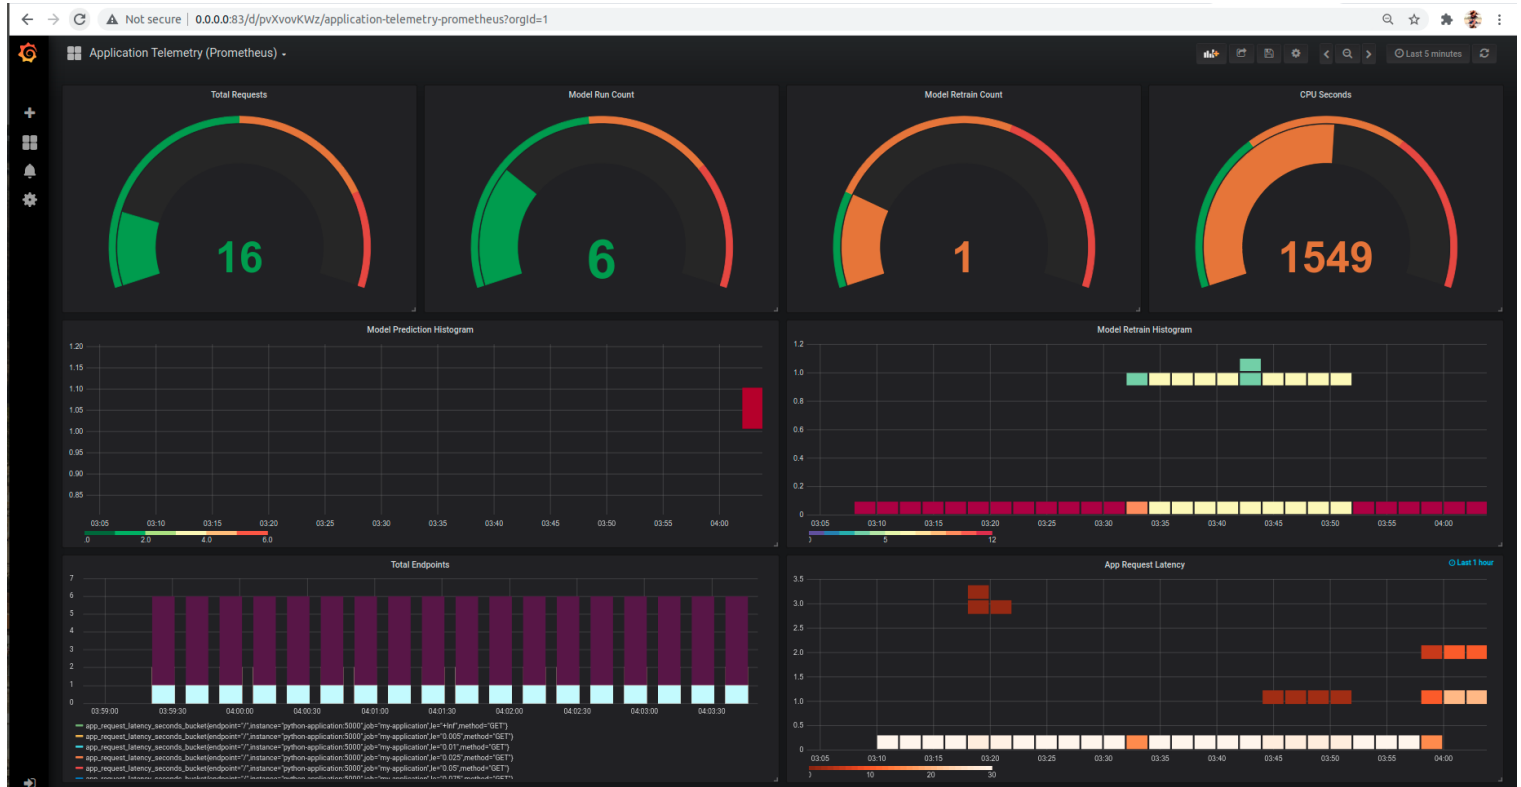 Not secure | 0.0.0.0:83/d/pvXvovKWz/application-telemetry-prometheus?orgId=1
Application Telemetry (Prometheus)
Last 5 minutes
Total Requests
16
Model Run Count
6
Model Retrain Count
1
CPU Seconds
1549
Model Prediction Histogram
1.20
1.15
1.10
1.05
1.00
0.95
0.90
0.85
03:05 03:10 03:15 03:20 03:25 03:30 03:35 03:40 03:45 03:50 03:55 04:00
.0 2.0 4.0 6.0
Model Retrain Histogram
1.2
1.0
0.8
0.6
0.4
0.2
0
03:05 03:10 03:15 03:20 03:25 03:30 03:35 03:40 03:45 03:50 03:55 04:00
5 12
Total Endpoints
7
6
5
4
3
2
1
0
03:59:00 03:59:30 04:00:00 04:00:30 04:01:00 04:01:30 04:02:00 04:02:30 04:03:00 04:03:30
app_request_latency_seconds_bucket{endpoint="/",instance="python-application:5000",job="my-application",le="+Inf",method="GET"}
app_request_latency_seconds_bucket{endpoint="/",instance="python-application:5000",job="my-application",le="0.005",method="GET"}
app_request_latency_seconds_bucket{endpoint="/",instance="python-application:5000",job="my-application",le="0.01",method="GET"}
app_request_latency_seconds_bucket{endpoint="/",instance="python-application:5000",job="my-application",le="0.025",method="GET"}
app_request_latency_seconds_bucket{endpoint="/",instance="python-application:5000",job="my-application",le="0.05",method="GET"}
app_request_latency_seconds_bucket{endpoint="/",instance="python-application:5000",job="my-application",le="0.075",method="GET"}
App Request Latency
Last 1 hour
3.5
3.0
2.5
2.0
1.5
1.0
0.5
0
03:05 03:10 03:15 03:20 03:25 03:30 03:35 03:40 03:45 03:50 03:55 04:00
10 20 30